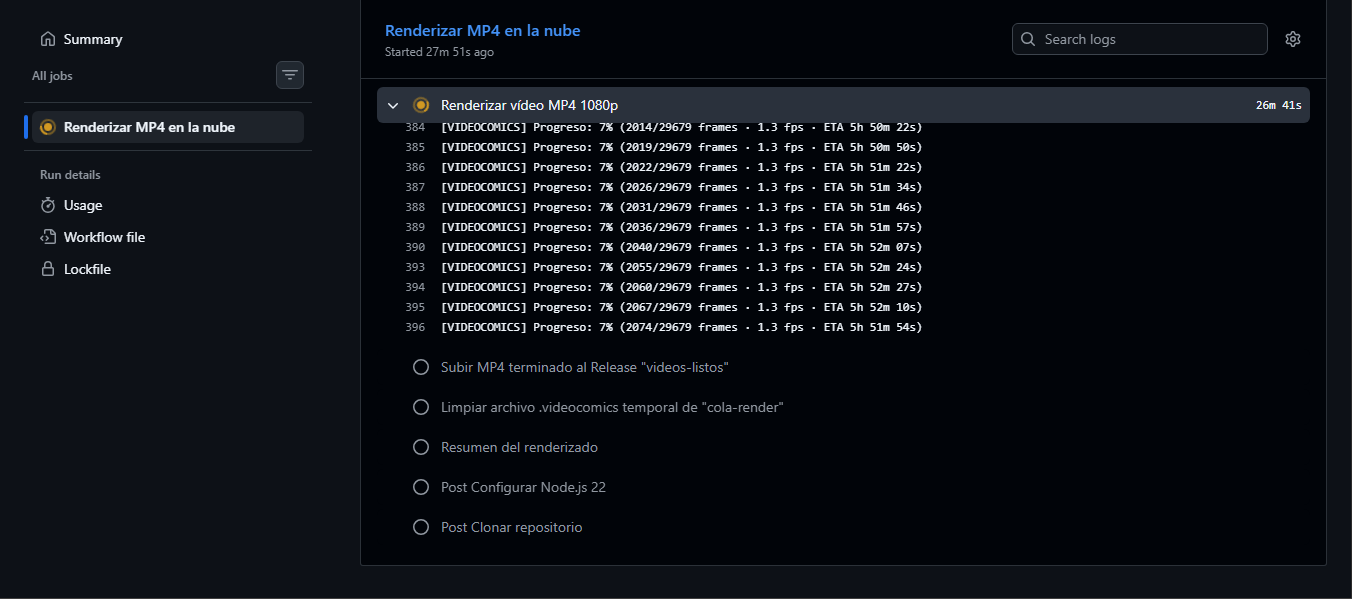 Summary
All jobs
Renderizar MP4 en la nube
Run details
Usage
Workflow file
Lockfile
Renderizar MP4 en la nube
Started 27m 51s ago
Search logs
Renderizar vídeo MP4 1080p 26m 41s
384 [VIDEOCOMICS] Progreso: 7% (2014/29679 frames · 1.3 fps · ETA 5h 50m 22s)
385 [VIDEOCOMICS] Progreso: 7% (2019/29679 frames · 1.3 fps · ETA 5h 50m 50s)
386 [VIDEOCOMICS] Progreso: 7% (2022/29679 frames · 1.3 fps · ETA 5h 51m 22s)
387 [VIDEOCOMICS] Progreso: 7% (2026/29679 frames · 1.3 fps · ETA 5h 51m 34s)
388 [VIDEOCOMICS] Progreso: 7% (2031/29679 frames · 1.3 fps · ETA 5h 51m 46s)
389 [VIDEOCOMICS] Progreso: 7% (2036/29679 frames · 1.3 fps · ETA 5h 51m 57s)
390 [VIDEOCOMICS] Progreso: 7% (2040/29679 frames · 1.3 fps · ETA 5h 52m 07s)
393 [VIDEOCOMICS] Progreso: 7% (2055/29679 frames · 1.3 fps · ETA 5h 52m 24s)
394 [VIDEOCOMICS] Progreso: 7% (2060/29679 frames · 1.3 fps · ETA 5h 52m 27s)
395 [VIDEOCOMICS] Progreso: 7% (2067/29679 frames · 1.3 fps · ETA 5h 52m 10s)
396 [VIDEOCOMICS] Progreso: 7% (2074/29679 frames · 1.3 fps · ETA 5h 51m 54s)
Subir MP4 terminado al Release "videos-listos"
Limpiar archivo .videocomics temporal de "cola-render"
Resumen del renderizado
Post Configurar Node.js 22
Post Clonar repositorio